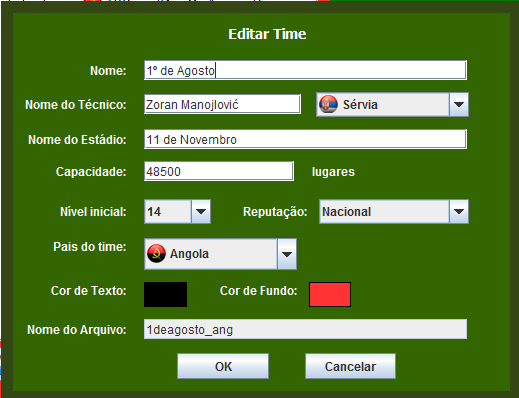 Editar Time
Nome: 1º de Agosto
Nome do Técnico: Zoran Manojlović Sérvia
Nome do Estádio: 11 de Novembro
Capacidade: 48500 lugares
Nível inicial: 14 Reputação: Nacional
País do time: Angola
Cor de Texto: Cor de Fundo:
Nome do Arquivo: 1deagosto_ang
OK Cancelar